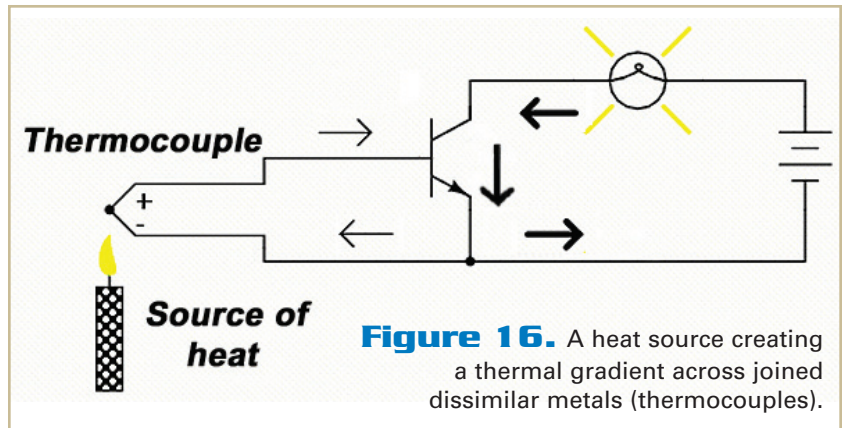 Thermocouple
+
-
Source of
heat
Figure 16. A heat source creating
a thermal gradient across joined
dissimilar metals (thermocouples).